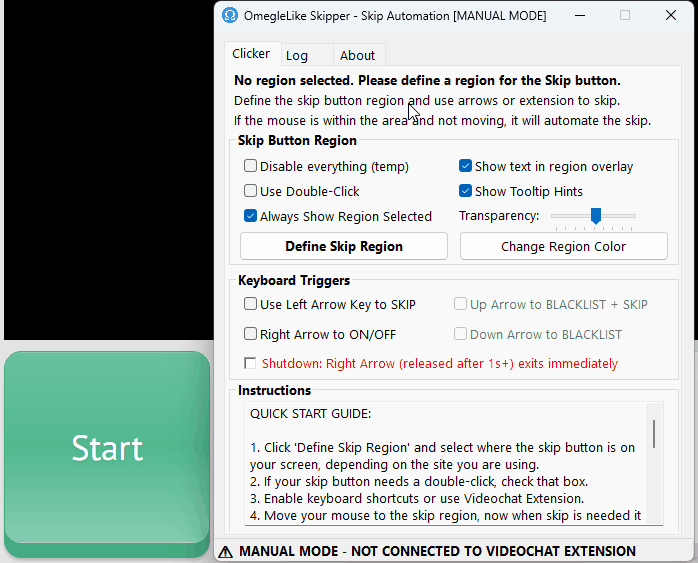 OmegleLike Skipper - Skip Automation [MANUAL MODE]
Clicker
Log
About
No region selected. Please define a region for the Skip button.
Define the skip button region and use arrows or extension to skip.
If the mouse is within the area and not moving, it will automate the skip.
Skip Button Region
Disable everything (temp)
Show text in region overlay
Use Double-Click
Show Tooltip Hints
Always Show Region Selected
Transparency:
Define Skip Region
Change Region Color
Keyboard Triggers
Use Left Arrow Key to SKIP
Up Arrow to BLACKLIST + SKIP
Right Arrow to ON/OFF
Down Arrow to BLACKLIST
Shutdown: Right Arrow (released after 1s+) exits immediately
Instructions
QUICK START GUIDE:
1. Click 'Define Skip Region' and select where the skip button is on
your screen, depending on the site you are using.
2. If your skip button needs a double-click, check that box.
3. Enable keyboard shortcuts or use Videochat Extension.
4. Move your mouse to the skip region, now when skip is needed it
MANUAL MODE - NOT CONNECTED TO VIDEOCHAT EXTENSION
Start